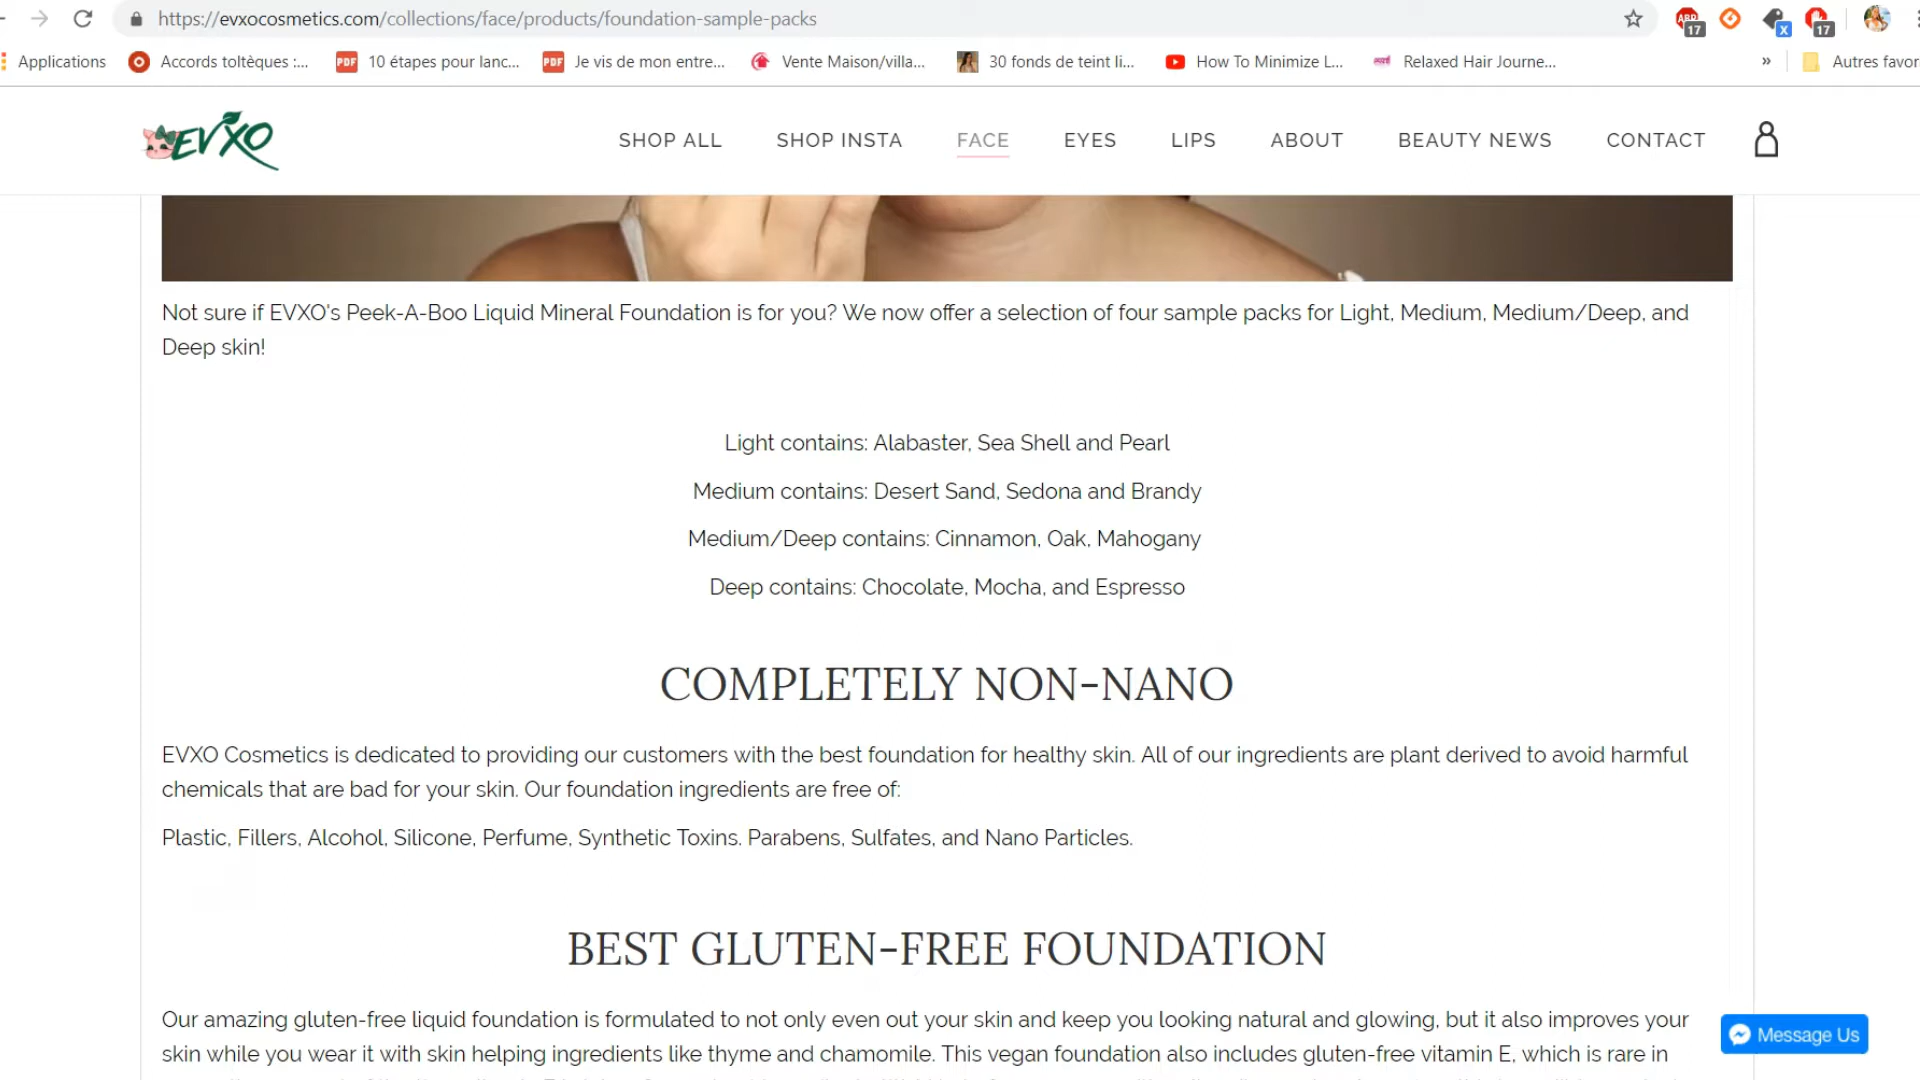 https://evxocosmetics.com/collections/face/products/foundation-sample-packs
ABP
17
X
17
Applications
Accords toltèques :...
PDF
10 étapes pour lanc...
PDF
Je vis de mon entre...
Vente Maison/villa...
30 fonds de teint li...
How To Minimize L...
Relaxed Hair Journe...
»
Autres favor
EVXO
SHOP ALL
SHOP INSTA
FACE
EYES
LIPS
ABOUT
BEAUTY NEWS
CONTACT
Not sure if EVXO's Peek-A-Boo Liquid Mineral Foundation is for you? We now offer a selection of four sample packs for Light, Medium, Medium/Deep, and
Deep skin!
Light contains: Alabaster, Sea Shell and Pearl
Medium contains: Desert Sand, Sedona and Brandy
Medium/Deep contains: Cinnamon, Oak, Mahogany
Deep contains: Chocolate, Mocha, and Espresso
COMPLETELY NON-NANO
EVXO Cosmetics is dedicated to providing our customers with the best foundation for healthy skin. All of our ingredients are plant derived to avoid harmful
chemicals that are bad for your skin. Our foundation ingredients are free of:
Plastic, Fillers, Alcohol, Silicone, Perfume, Synthetic Toxins. Parabens, Sulfates, and Nano Particles.
BEST GLUTEN-FREE FOUNDATION
Our amazing gluten-free liquid foundation is formulated to not only even out your skin and keep you looking natural and glowing, but it also improves your
skin while you wear it with skin helping ingredients like thyme and chamomile. This vegan foundation also includes gluten-free vitamin E, which is rare in
Message Us